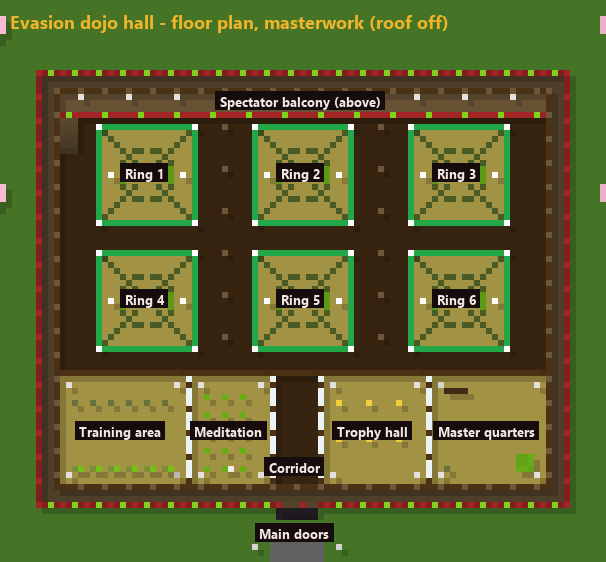 Evasion dojo hall - floor plan, masterwork (roof off)
Spectator balcony (above)
Ring 1
Ring 2
Ring 3
Ring 4
Ring 5
Ring 6
Training area
Meditation
Trophy hall
Master quarters
Corridor
Main doors